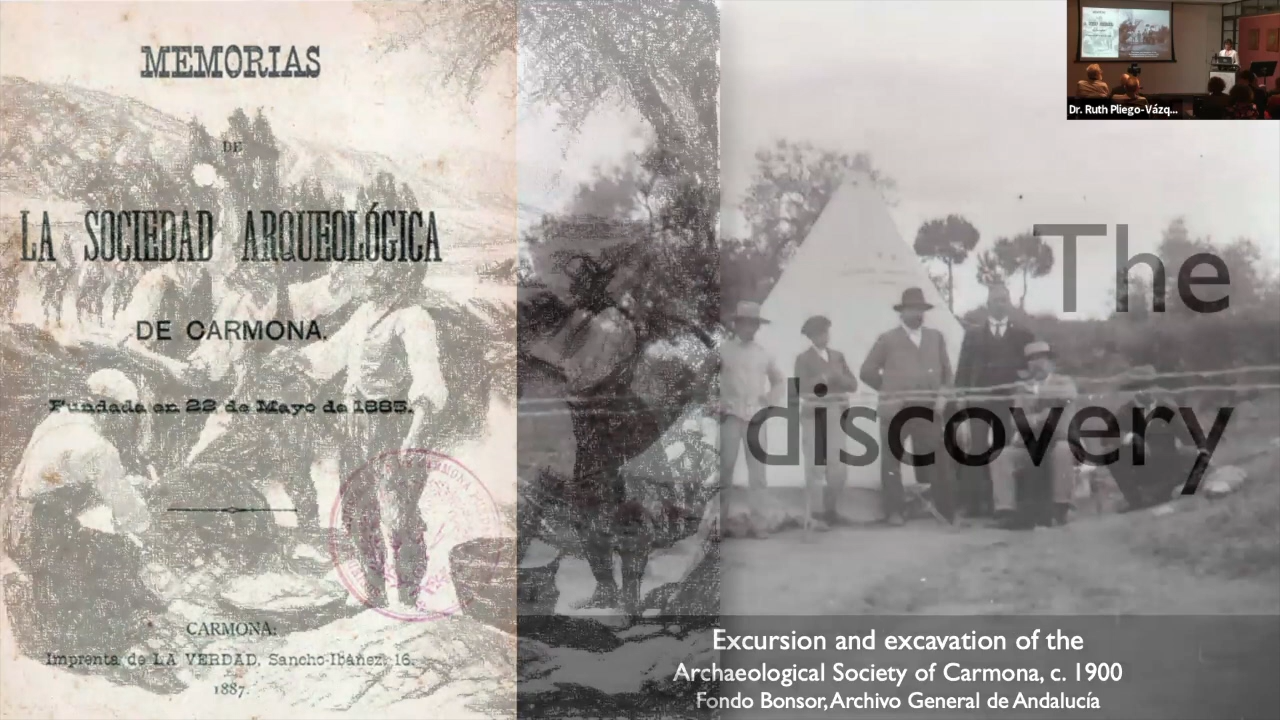 MEMORIAS
DE
LA SOCIEDAD ARQUEOLÓGICA
DE CARMONA.
Fundada en 22 de Mayo de 1885.
CARMONA:
Imprenta de LA VERDAD, Sancho-Ibáñez, 16.
1887.
Dr. Ruth Pliego-Vázq...
The
discovery
Excursion and excavation of the
Archaeological Society of Carmona, c. 1900
Fondo Bonsor, Archivo General de Andalucía